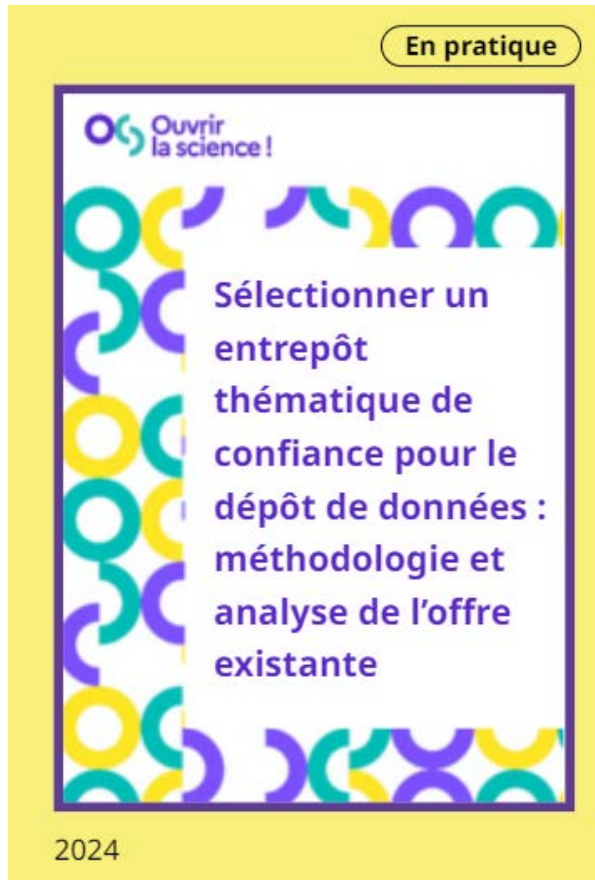 En pratique
Ouvrir
la science !
Sélectionner un
entrepôt
thématique de
confiance pour le
dépôt de données :
méthodologie et
analyse de l’offre
existante
2024